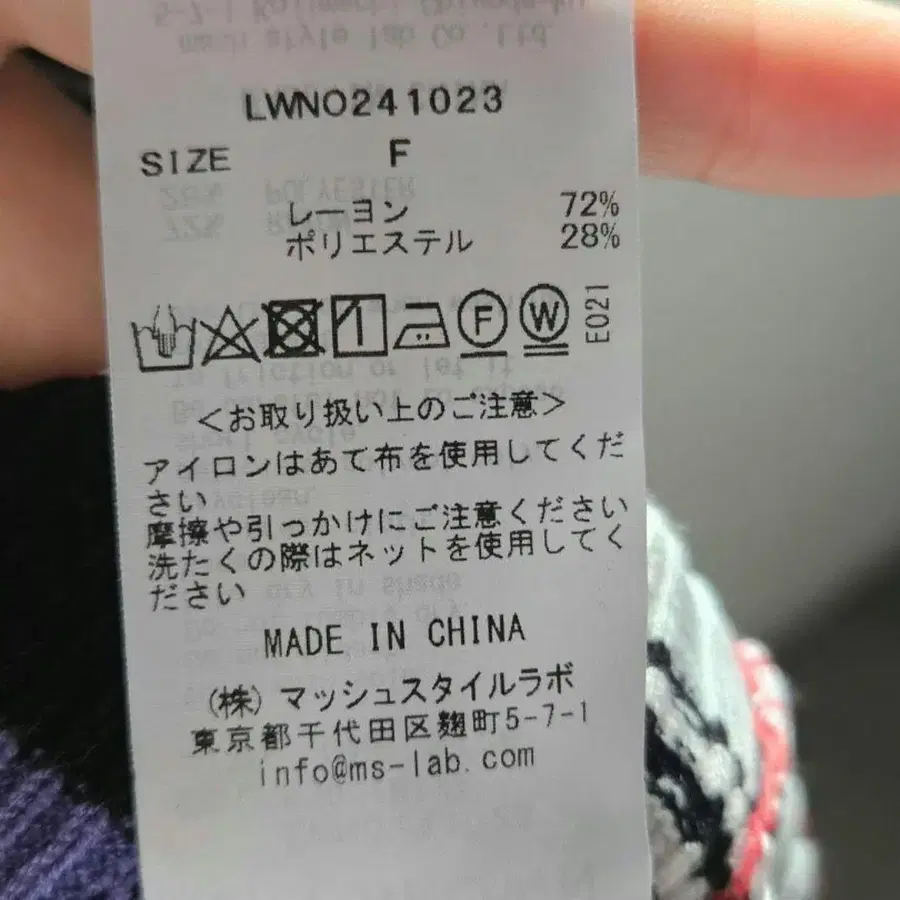 LWNO241023
SIZE F
レーヨン 72%
ポリエステル 28%
F W E021
<お取り扱い上のご注意>
アイロンはあて布を使用してくだ
さい
摩擦や引っかけにご注意ください
洗たくの際はネットを使用してく
ださい
MADE IN CHINA
(株) マッシュスタイルラボ
東京都千代田区麹町5-7-1
info@ms-lab.com